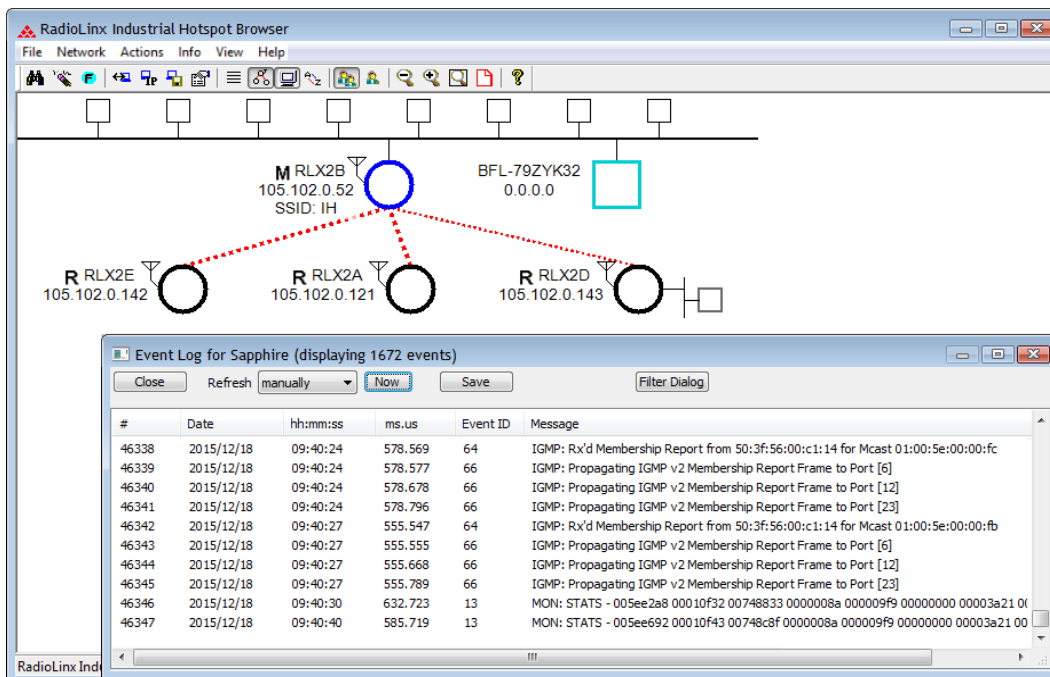 RadioLinx Industrial Hotspot Browser
File Network Actions Info View Help
M RLX2B
105.102.0.52
SSID: IH
BFL-79ZYK32
0.0.0.0
R RLX2E
105.102.0.142
R RLX2A
105.102.0.121
R RLX2D
105.102.0.143
Event Log for Sapphire (displaying 1672 events)
Close Refresh manually Now Save Filter Dialog
# Date hh:mm:ss ms.us Event ID Message
46338 2015/12/18 09:40:24 578.569 64 IGMP: Rx'd Membership Report from 50:3f:56:00:c1:14 for Mcast 01:00:5e:00:00:fc
46339 2015/12/18 09:40:24 578.577 66 IGMP: Propagating IGMP v2 Membership Report Frame to Port [6]
46340 2015/12/18 09:40:24 578.678 66 IGMP: Propagating IGMP v2 Membership Report Frame to Port [12]
46341 2015/12/18 09:40:24 578.796 66 IGMP: Propagating IGMP v2 Membership Report Frame to Port [23]
46342 2015/12/18 09:40:27 555.547 64 IGMP: Rx'd Membership Report from 50:3f:56:00:c1:14 for Mcast 01:00:5e:00:00:fb
46343 2015/12/18 09:40:27 555.555 66 IGMP: Propagating IGMP v2 Membership Report Frame to Port [6]
46344 2015/12/18 09:40:27 555.668 66 IGMP: Propagating IGMP v2 Membership Report Frame to Port [12]
46345 2015/12/18 09:40:27 555.789 66 IGMP: Propagating IGMP v2 Membership Report Frame to Port [23]
46346 2015/12/18 09:40:30 632.723 13 MON: STATS - 005ee2a8 00010f32 00748833 0000008a 000009f9 00000000 00003a21
46347 2015/12/18 09:40:40 585.719 13 MON: STATS - 005ee692 00010f43 00748c8f 0000008a 000009f9 00000000 00003a21 00
RadioLinx Indu